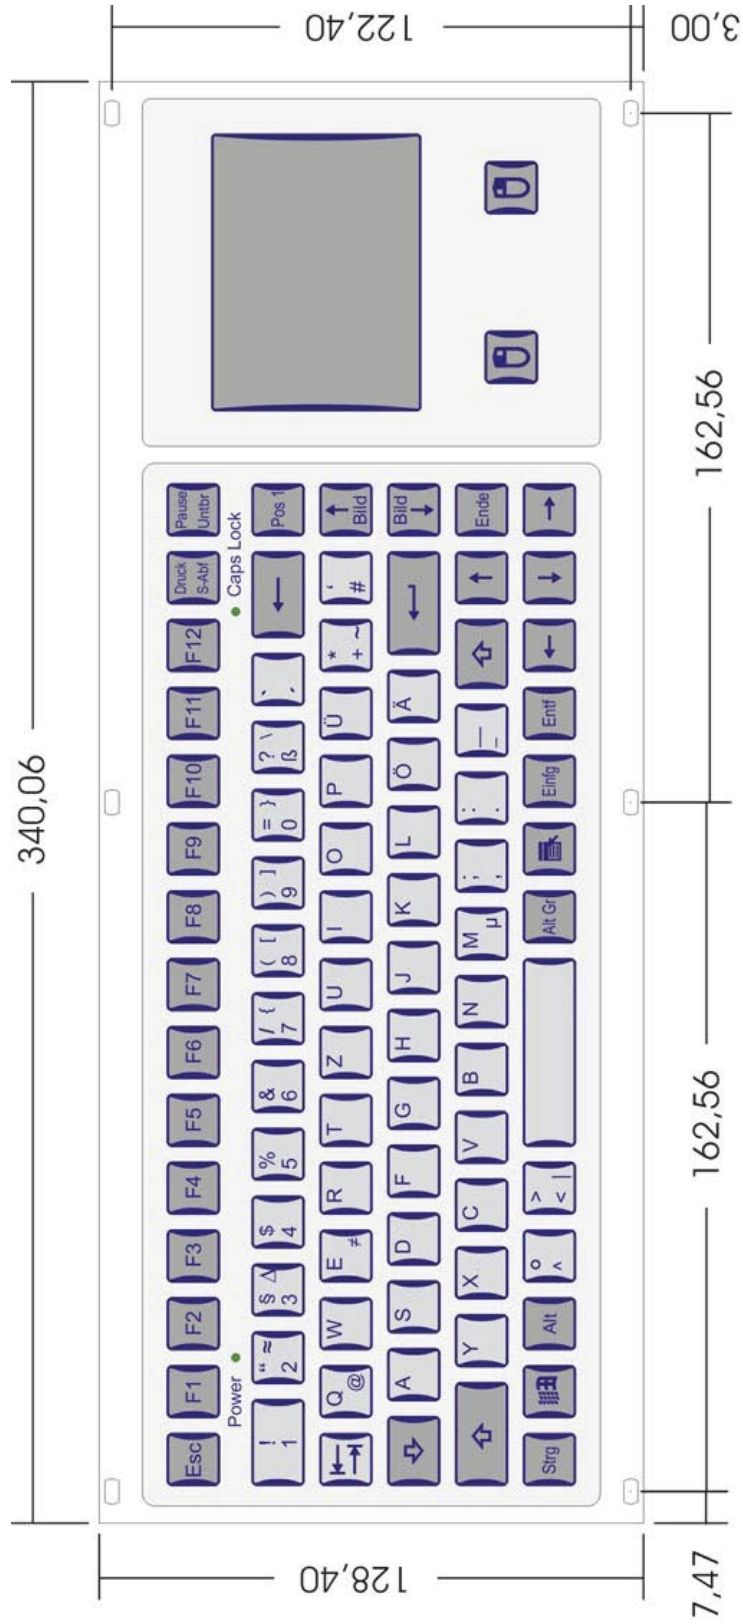 340,06
Esc F1 F2 F3 F4 F5 F6 F7 F8 F9 F10 F11 F12 Druck S-Abf Pause Untbr
Power Caps Lock
! 1 " ≈ 2 § Δ 3 $ 4 % 5 & 6 / { 7 ( [ 8 ) ] 9 = } 0 ? \ ß ` ´ ← Pos 1
Q @ W E ≠ R T Z U I O P Ü * + ~ ' # ↑ Bild
A S D F G H J K L Ö Ä Bild ↓
Y X C V B N M µ ; , : . — - ↑ Ende
Strg Alt ° ^ > < | Alt Gr Einfg Entf ← ↓ →
128,40
122,40
3,00
7,47
162,56
162,56